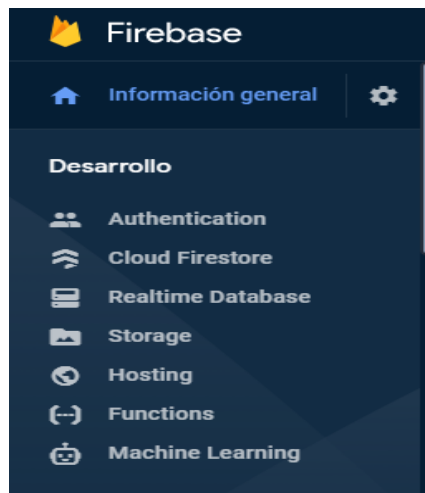 Firebase
Información general
Desarrollo
Authentication
Cloud Firestore
Realtime Database
Storage
Hosting
Functions
Machine Learning